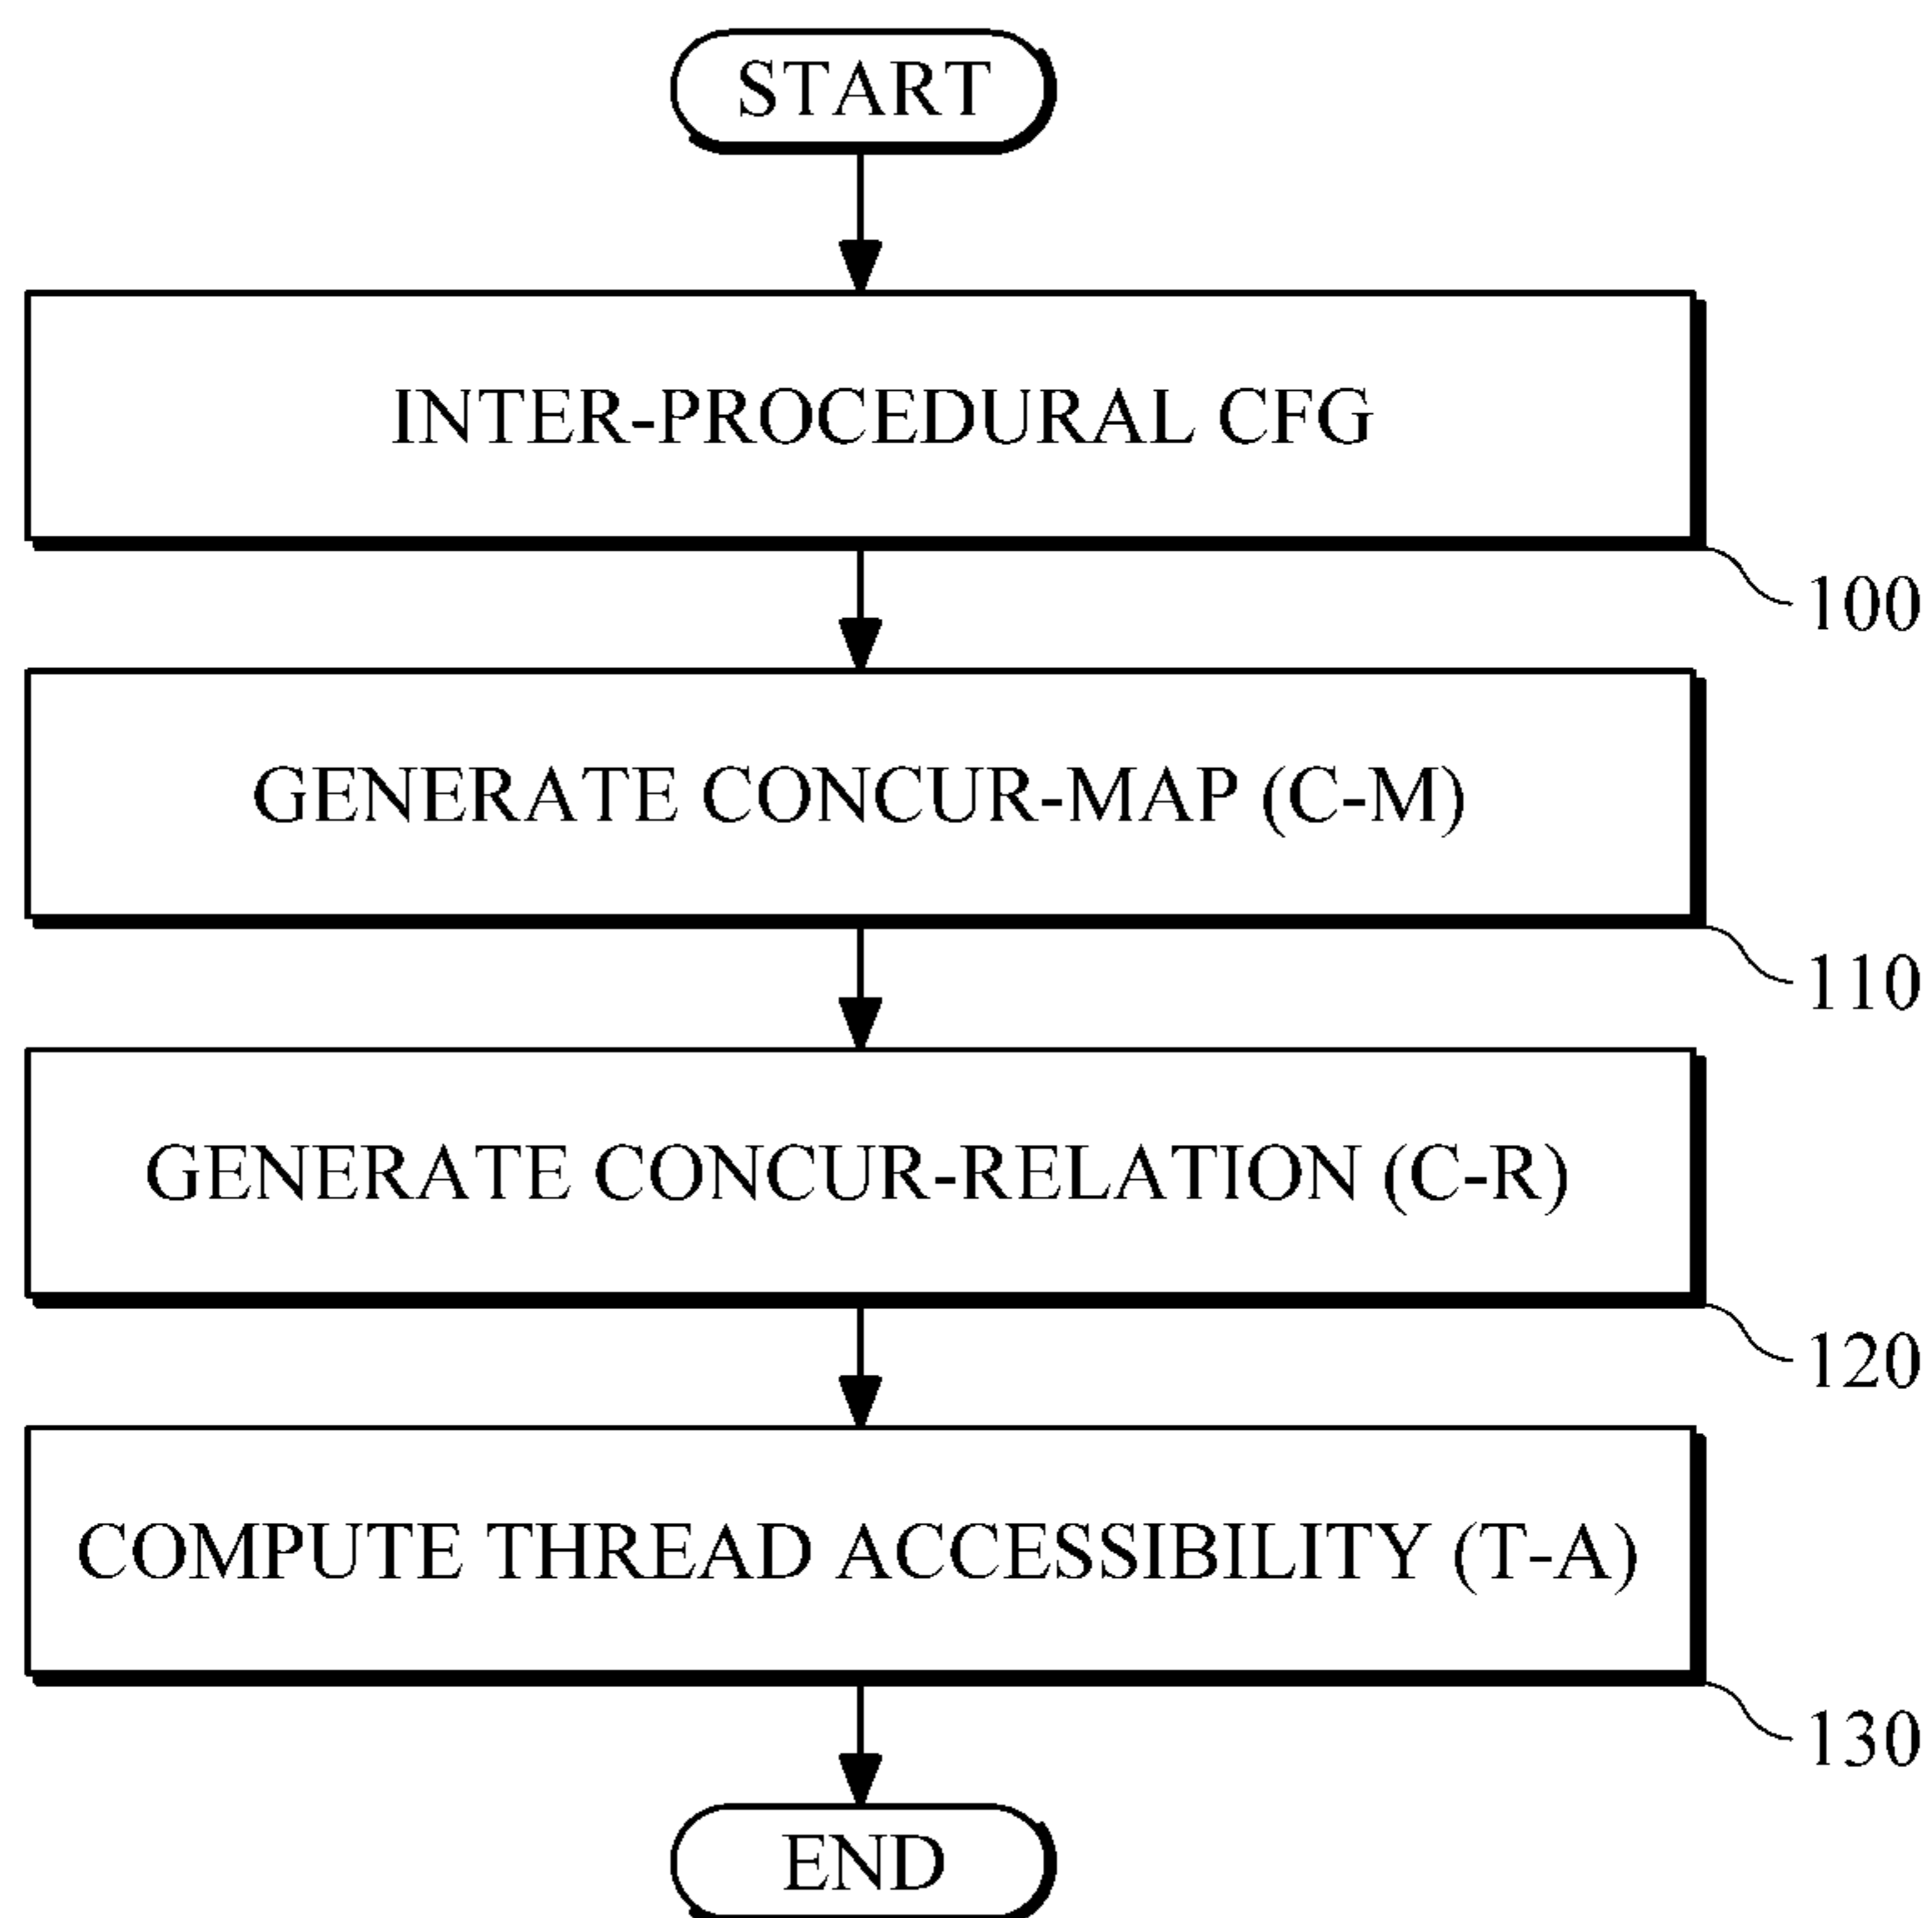 START
INTER-PROCEDURAL CFG
100
GENERATE CONCUR-MAP (C-M)
110
GENERATE CONCUR-RELATION (C-R)
120
COMPUTE THREAD ACCESSIBILITY (T-A)
130
END